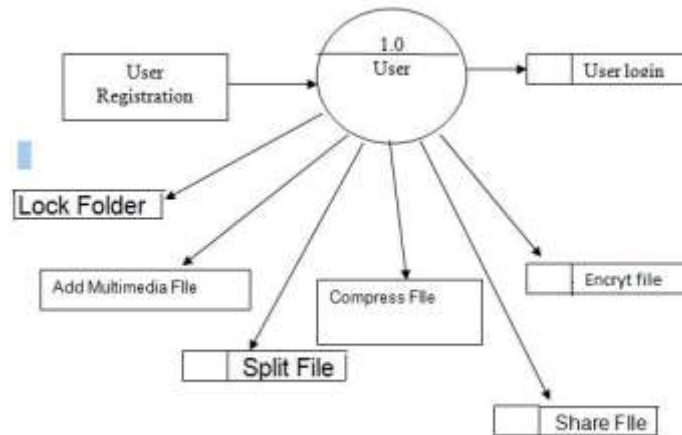 1.0
User
User
Registration
User login
Lock Folder
Add Multimedia FIle
Compress FIle
Encryt fiile
Split File
Share FIle